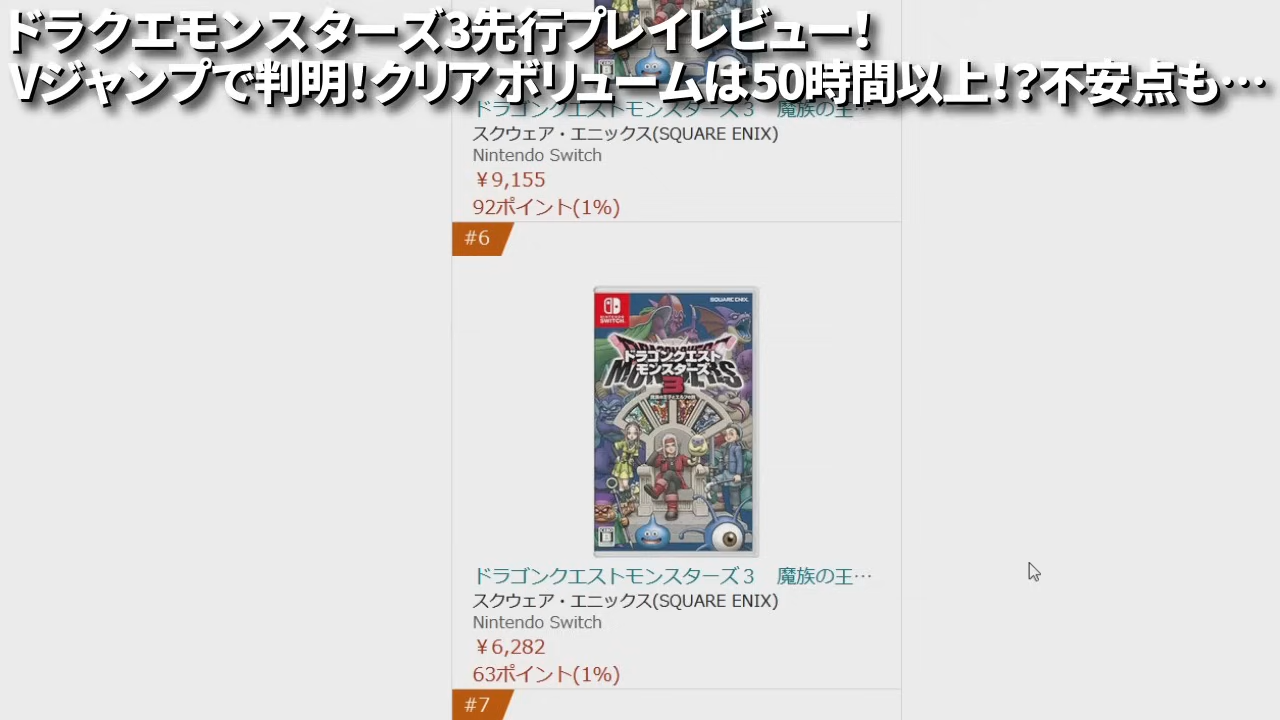 ドラクエモンスターズ3先行プレイレビュー！
Vジャンプで判明！クリアボリュームは50時間以上！？不安点も…
ドラゴンクエストモンスターズ３　魔族の王…
スクウェア・エニックス(SQUARE ENIX)
Nintendo Switch
￥9,155
92ポイント(1%)
#6
NINTENDO SWITCH
SQUARE ENIX
ドラゴンクエスト
モンスターズ
3
ドラゴンクエストモンスターズ３　魔族の王…
スクウェア・エニックス(SQUARE ENIX)
Nintendo Switch
￥6,282
63ポイント(1%)
#7